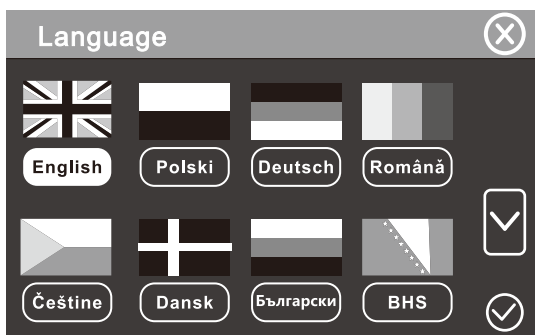 Language
English
Polski
Deutsch
Română
Čeština
Dansk
Български
BHS